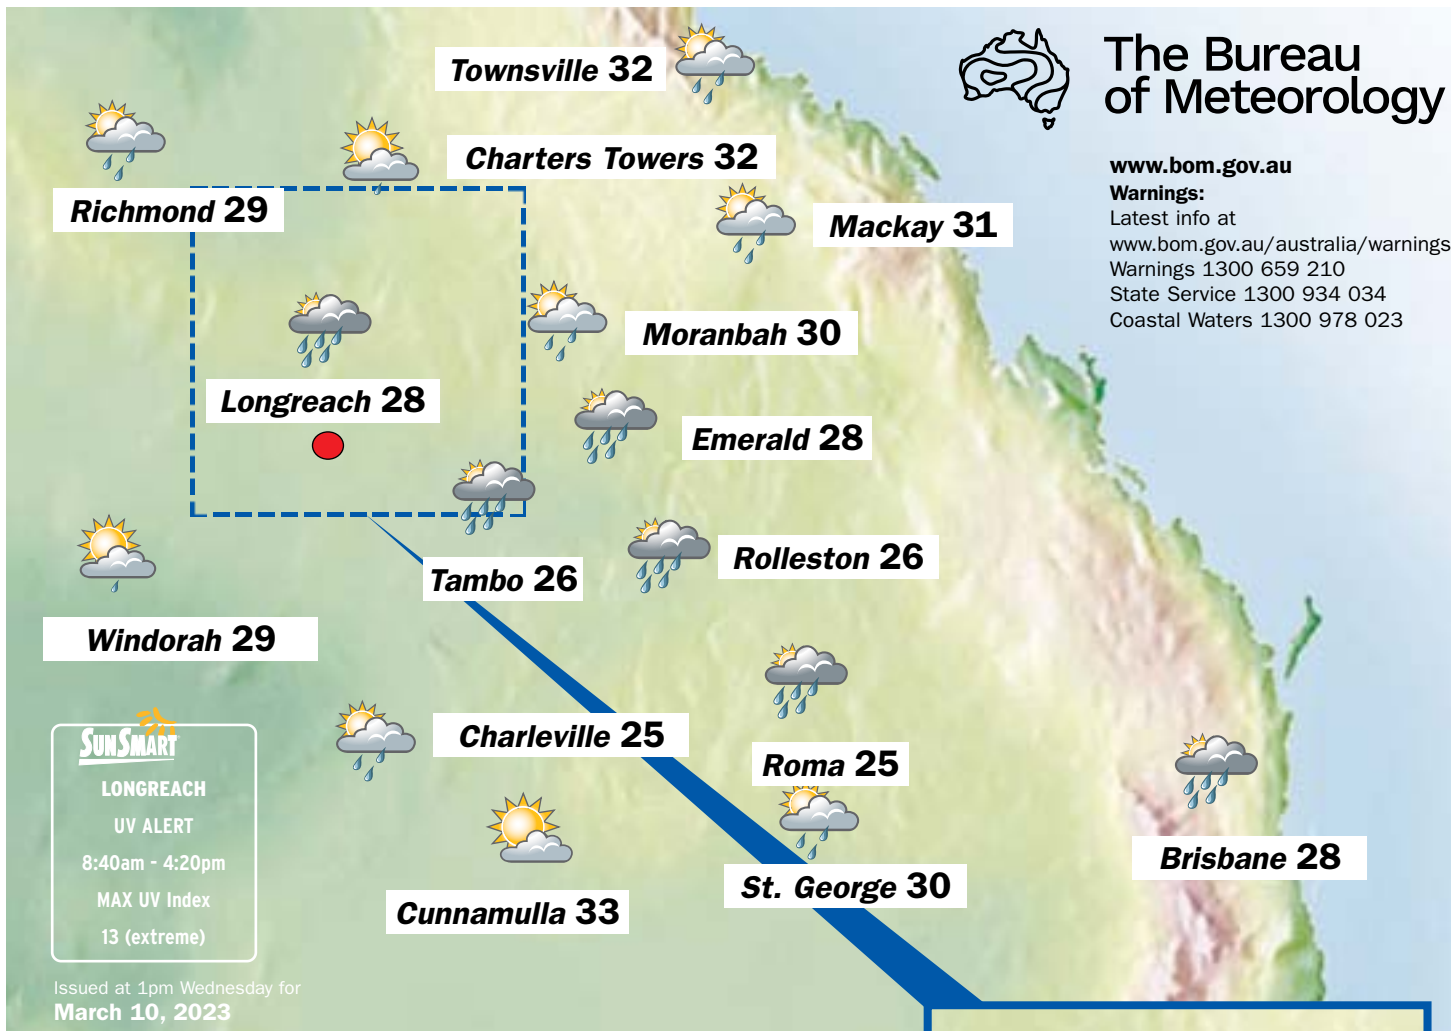 Townsville 32
The Bureau
of Meteorology
Charters Towers 32
www.bom.gov.au
Warnings:
Latest info at
www.bom.gov.au/australia/warnings
Warnings 1300 659 210
State Service 1300 934 034
Coastal Waters 1300 978 023
Richmond 29
Mackay 31
Moranbah 30
Longreach 28
Emerald 28
Rolleston 26
Tambo 26
Windorah 29
Charleville 25
Roma 25
Brisbane 28
St. George 30
Cunnamulla 33
SunSmart
LONGREACH
UV ALERT
8:40am - 4:20pm
MAX UV Index
13 (extreme)
Issued at 1pm Wednesday for
March 10, 2023